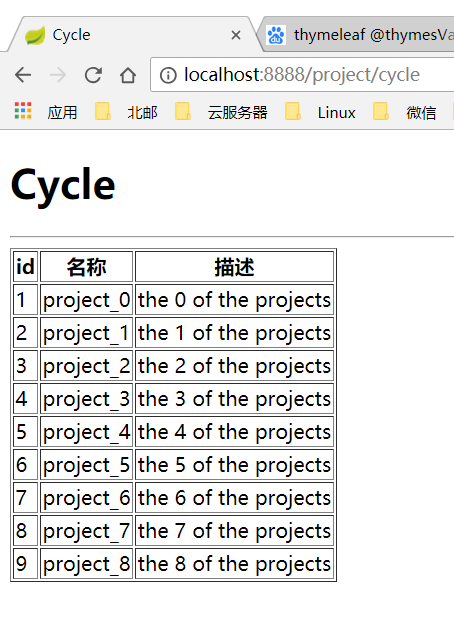 Cycle thymeleaf @thymesVa
localhost:8888/project/cycle
应用 北邮 云服务器 Linux 微信
Cycle
id 名称 描述
1 project_0 the 0 of the projects
2 project_1 the 1 of the projects
3 project_2 the 2 of the projects
4 project_3 the 3 of the projects
5 project_4 the 4 of the projects
6 project_5 the 5 of the projects
7 project_6 the 6 of the projects
8 project_7 the 7 of the projects
9 project_8 the 8 of the projects